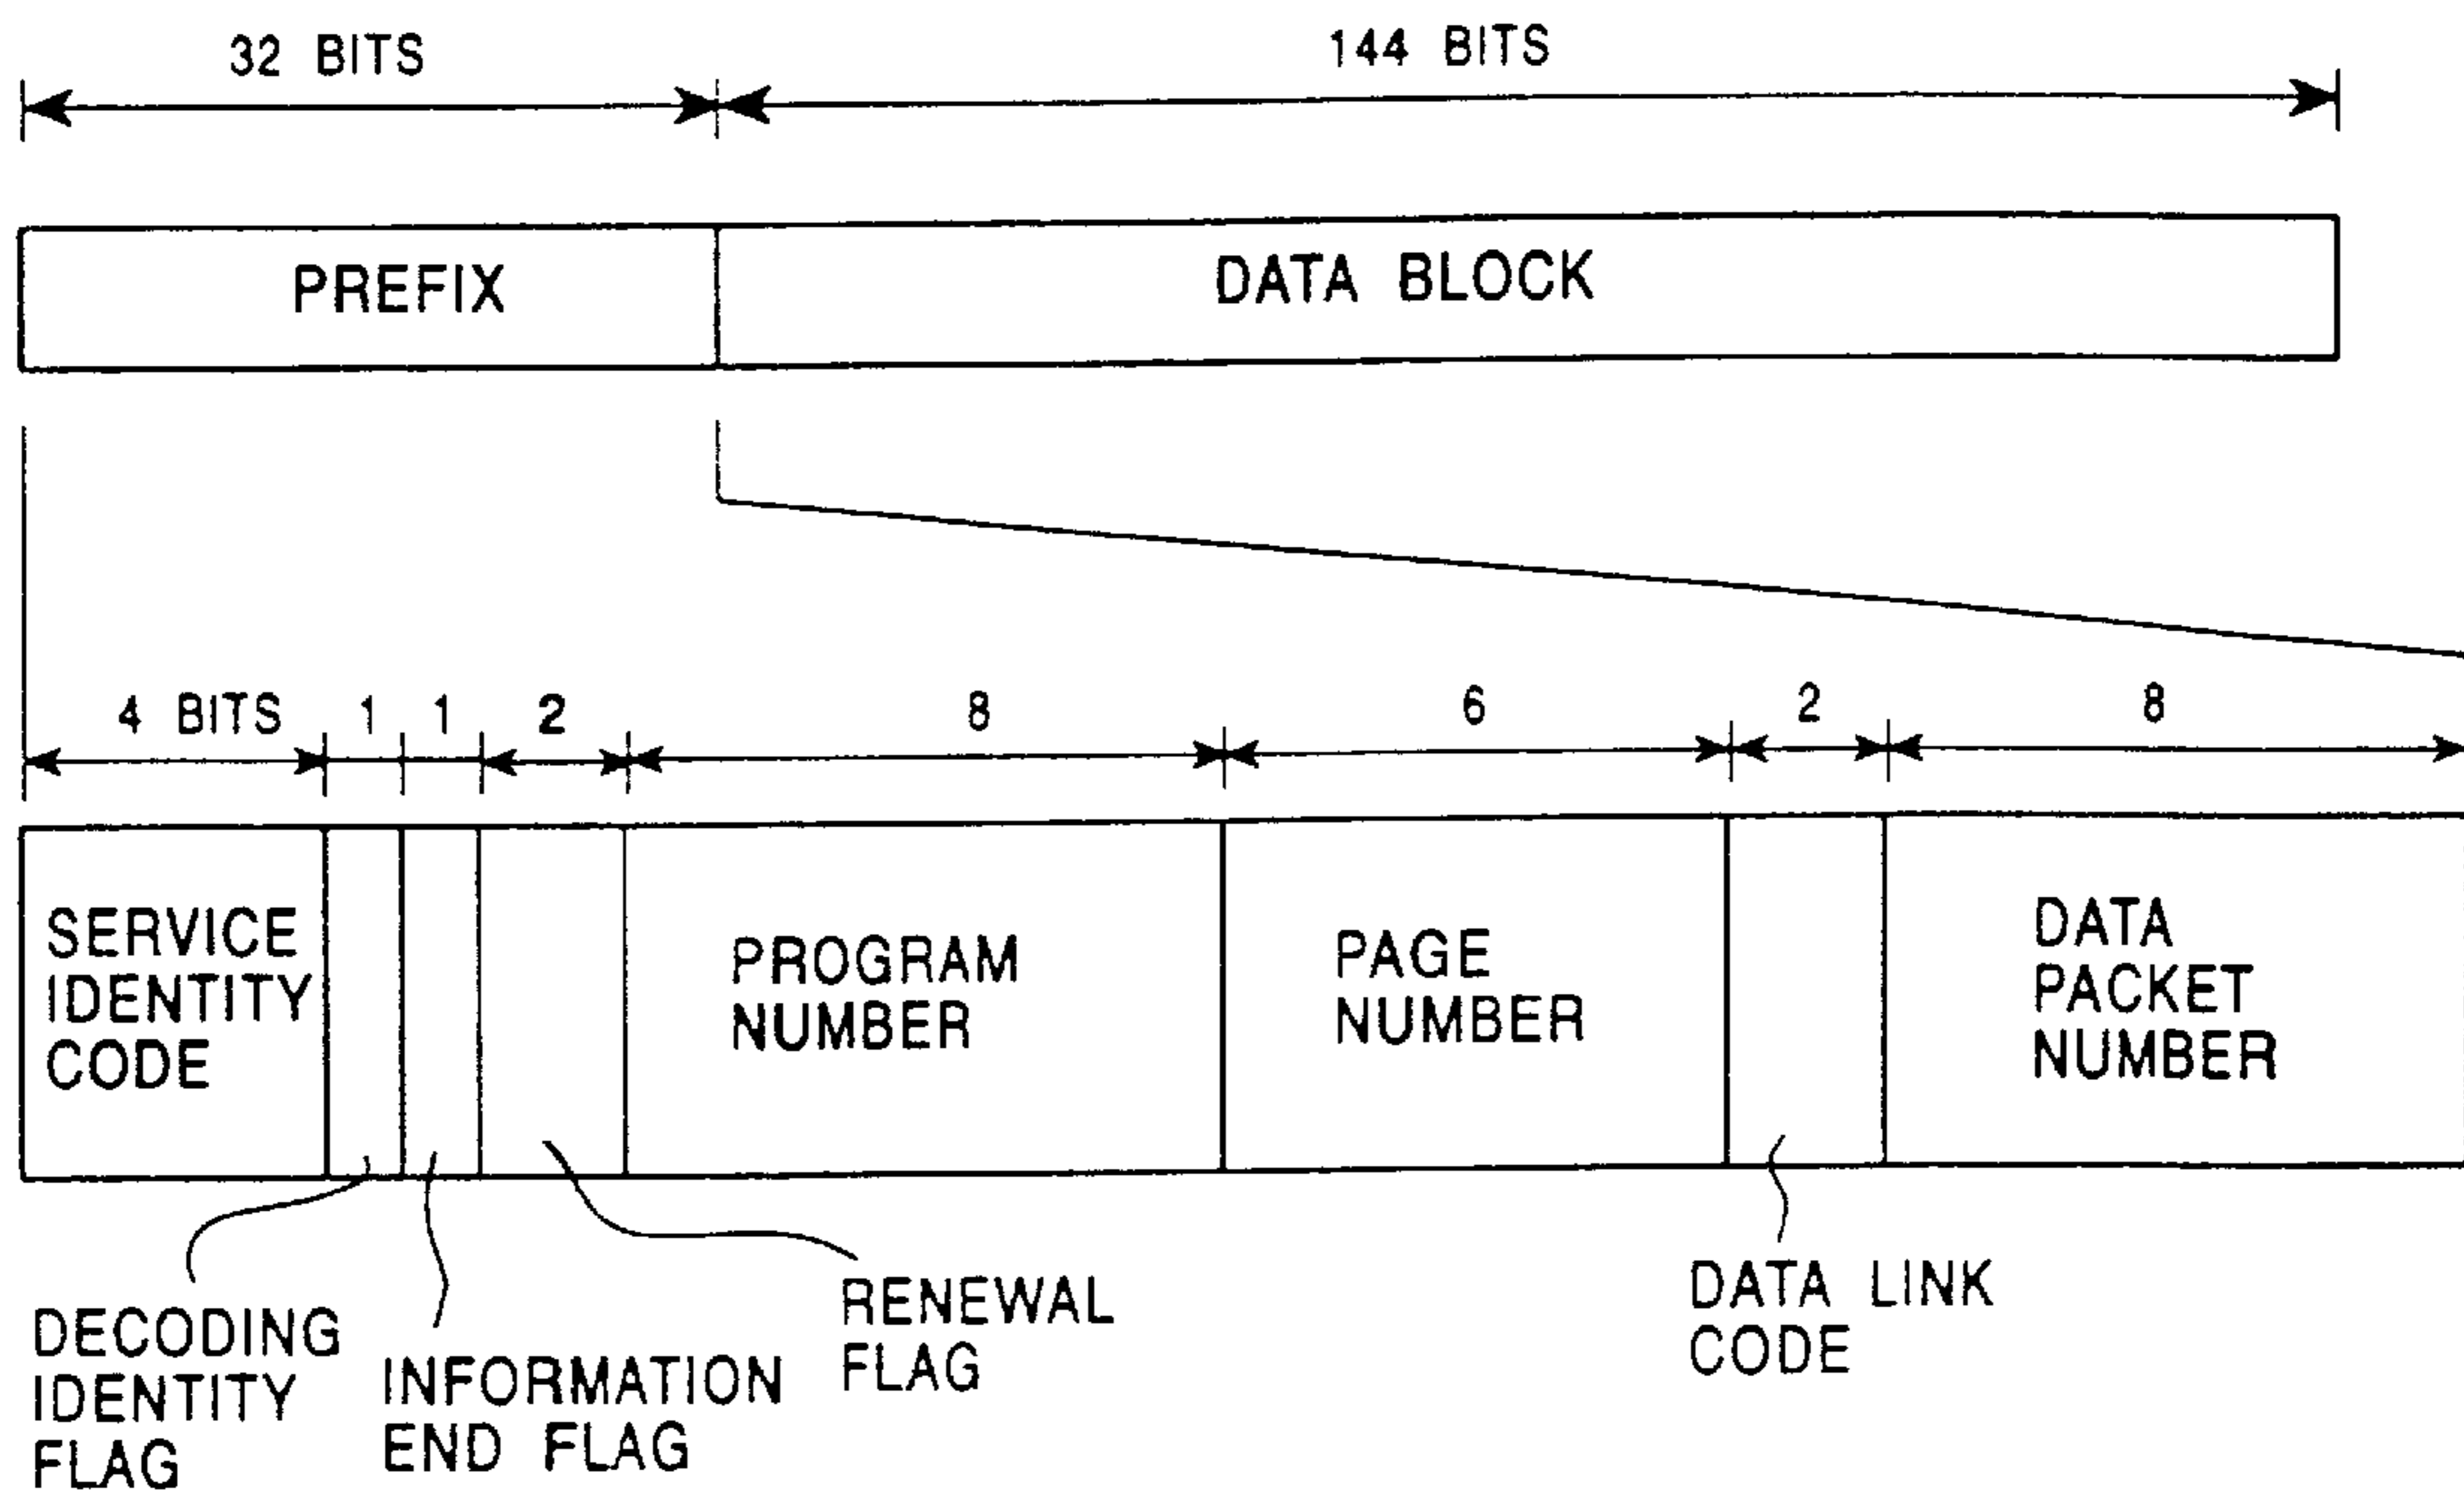 32 BITS
144 BITS
PREFIX
DATA BLOCK
4 BITS
1
1
2
8
6
2
8
SERVICE
IDENTITY
CODE
PROGRAM
NUMBER
PAGE
NUMBER
DATA
PACKET
NUMBER
DECODING
IDENTITY
FLAG
INFORMATION
END FLAG
RENEWAL
FLAG
DATA LINK
CODE